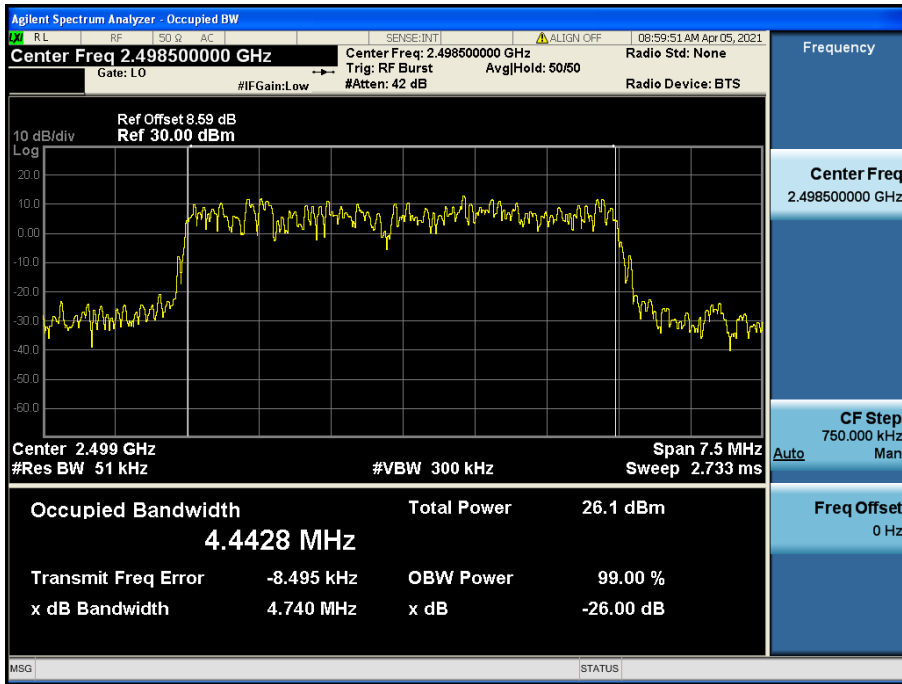 Agilent Spectrum Analyzer - Occupied BW
LXI RL RF 50 Ω AC SENSE:INT ALIGN OFF 08:59:51 AM Apr 05, 2021
Center Freq 2.498500000 GHz
Center Freq: 2.498500000 GHz
Radio Std: None
Gate: LO
Trig: RF Burst
Avg|Hold: 50/50
#IFGain:Low
#Atten: 42 dB
Radio Device: BTS
Frequency
Ref Offset 8.59 dB
10 dB/div Ref 30.00 dBm
Log
20.0
10.0
0.00
-10.0
-20.0
-30.0
-40.0
-50.0
-60.0
Center 2.499 GHz Span 7.5 MHz
#Res BW 51 kHz #VBW 300 kHz Sweep 2.733 ms
Center Freq
2.498500000 GHz
CF Step
750.000 kHz
Auto Man
Freq Offset
0 Hz
Occupied Bandwidth Total Power 26.1 dBm
4.4428 MHz
Transmit Freq Error -8.495 kHz OBW Power 99.00 %
x dB Bandwidth 4.740 MHz x dB -26.00 dB
MSG STATUS